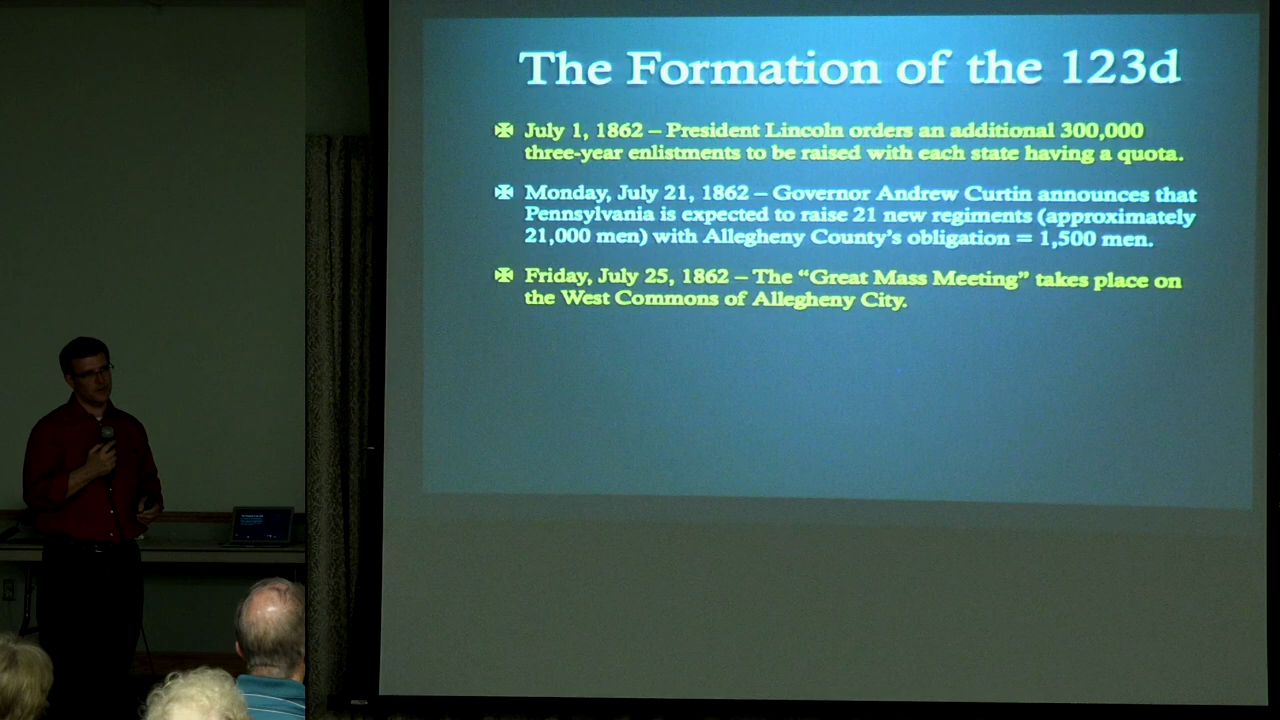 The Formation of the 123d
✠ July 1, 1862 – President Lincoln orders an additional 300,000
three-year enlistments to be raised with each state having a quota.
✠ Monday, July 21, 1862 – Governor Andrew Curtin announces that
Pennsylvania is expected to raise 21 new regiments (approximately
21,000 men) with Allegheny County's obligation = 1,500 men.
✠ Friday, July 25, 1862 – The “Great Mass Meeting” takes place on
the West Commons of Allegheny City.